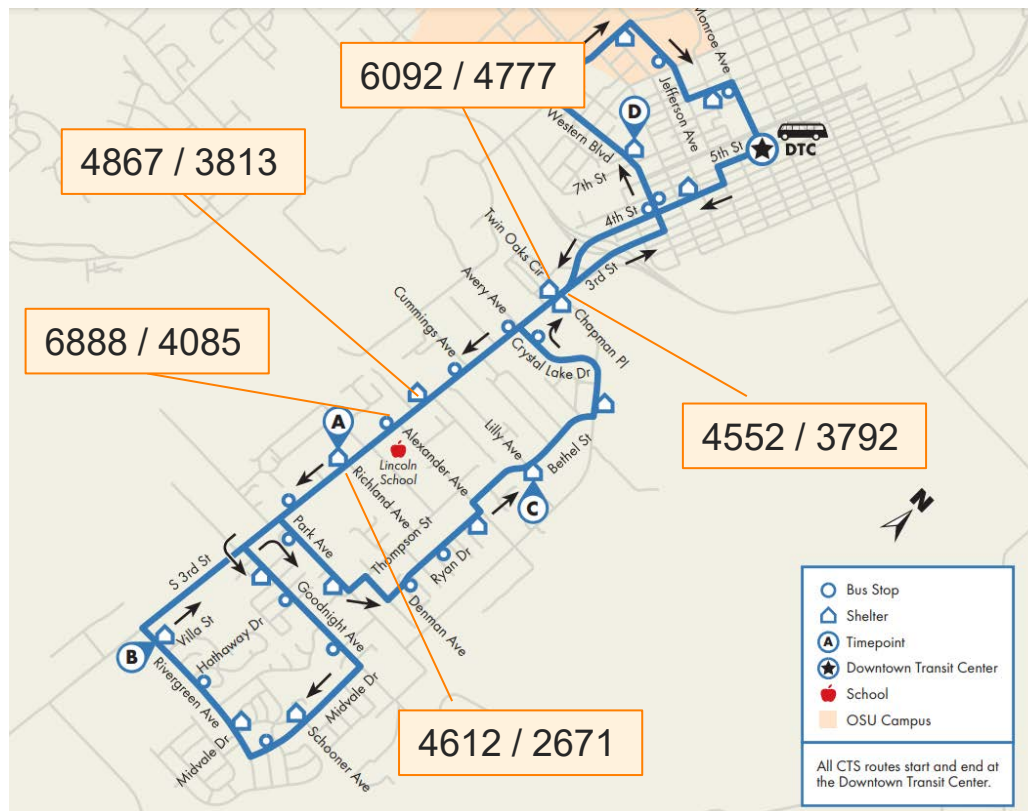 6092 / 4777
4867 / 3813
6888 / 4085
4552 / 3792
4612 / 2671
Monroe Ave
Jefferson Ave
D
DTC
5th St
Western Blvd
7th St
4th St
Twin Oaks Cir
3rd St
Avery Ave
Chapman Pl
Cummings Ave
Crystal Lake Dr
A
Lincoln
School
Alexander Ave
Lilly Ave
Bethel St
Richland Ave
C
Thompson St
Park Ave
Ryan Dr
S 3rd St
Goodnight Ave
Denman Ave
Villa St
Hathaway Dr
B
Rivergreen Ave
Midvale Dr
Midvale Dr
Schooner Ave
N
Bus Stop
Shelter
A
Timepoint
Downtown Transit Center
School
OSU Campus
All CTS routes start and end at
the Downtown Transit Center.